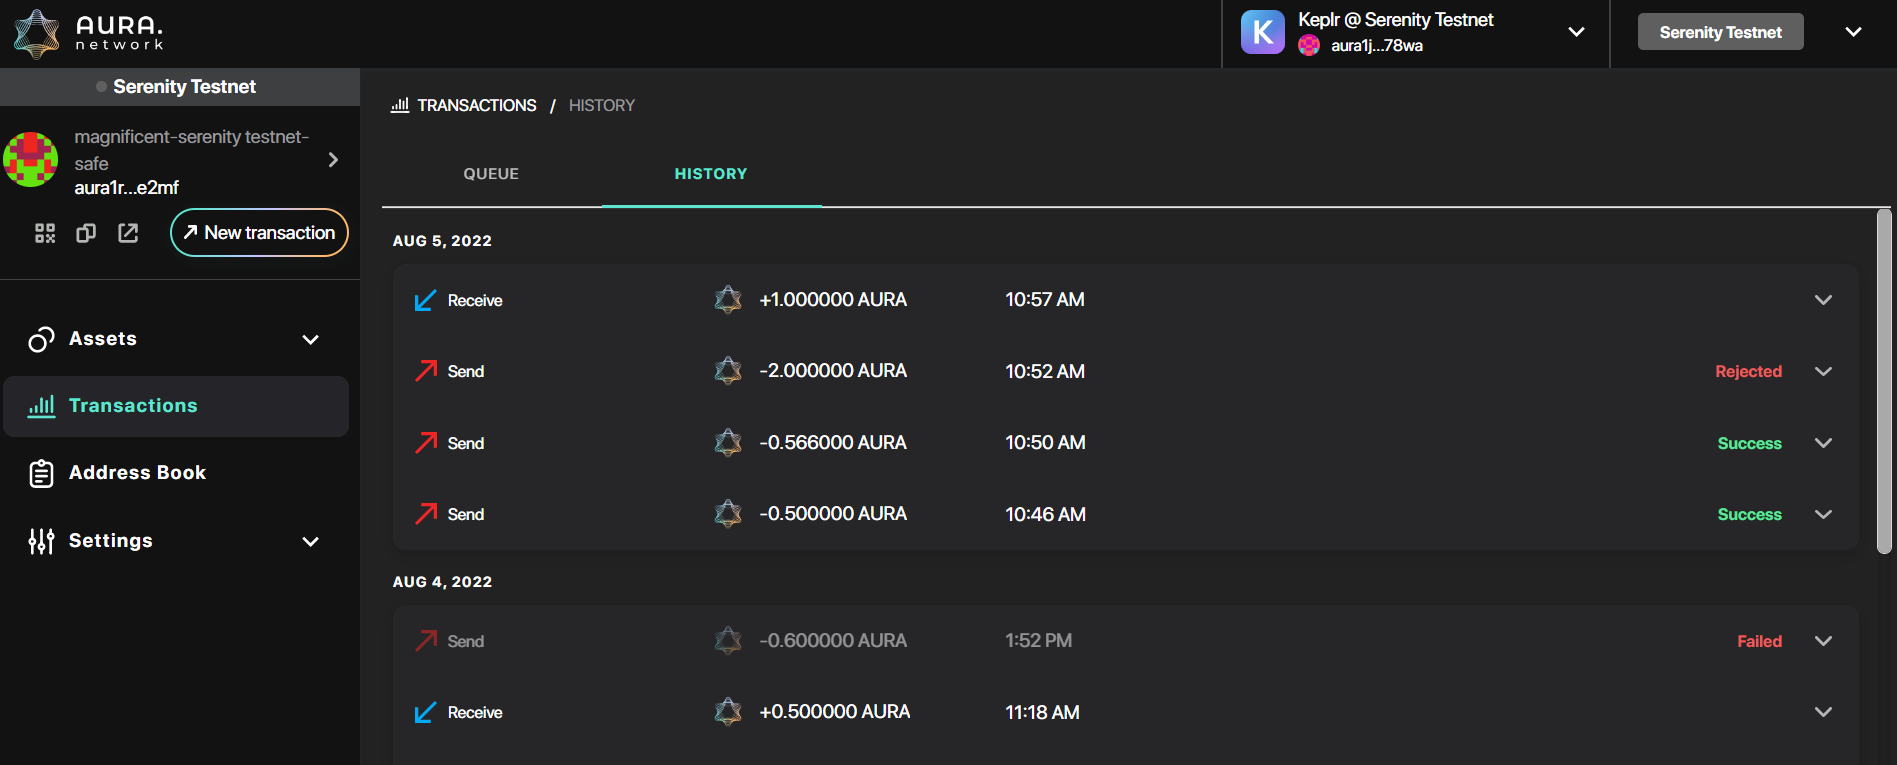 AURA.
network
Keplr @ Serenity Testnet
aura1j...78wa
Serenity Testnet
Serenity Testnet
magnificent-serenity testnet-
safe
aura1r...e2mf
New transaction
Assets
Transactions
Address Book
Settings
TRANSACTIONS / HISTORY
QUEUE HISTORY
AUG 5, 2022
Receive +1.000000 AURA 10:57 AM
Send -2.000000 AURA 10:52 AM Rejected
Send -0.566000 AURA 10:50 AM Success
Send -0.500000 AURA 10:46 AM Success
AUG 4, 2022
Send -0.600000 AURA 1:52 PM Failed
Receive +0.500000 AURA 11:18 AM